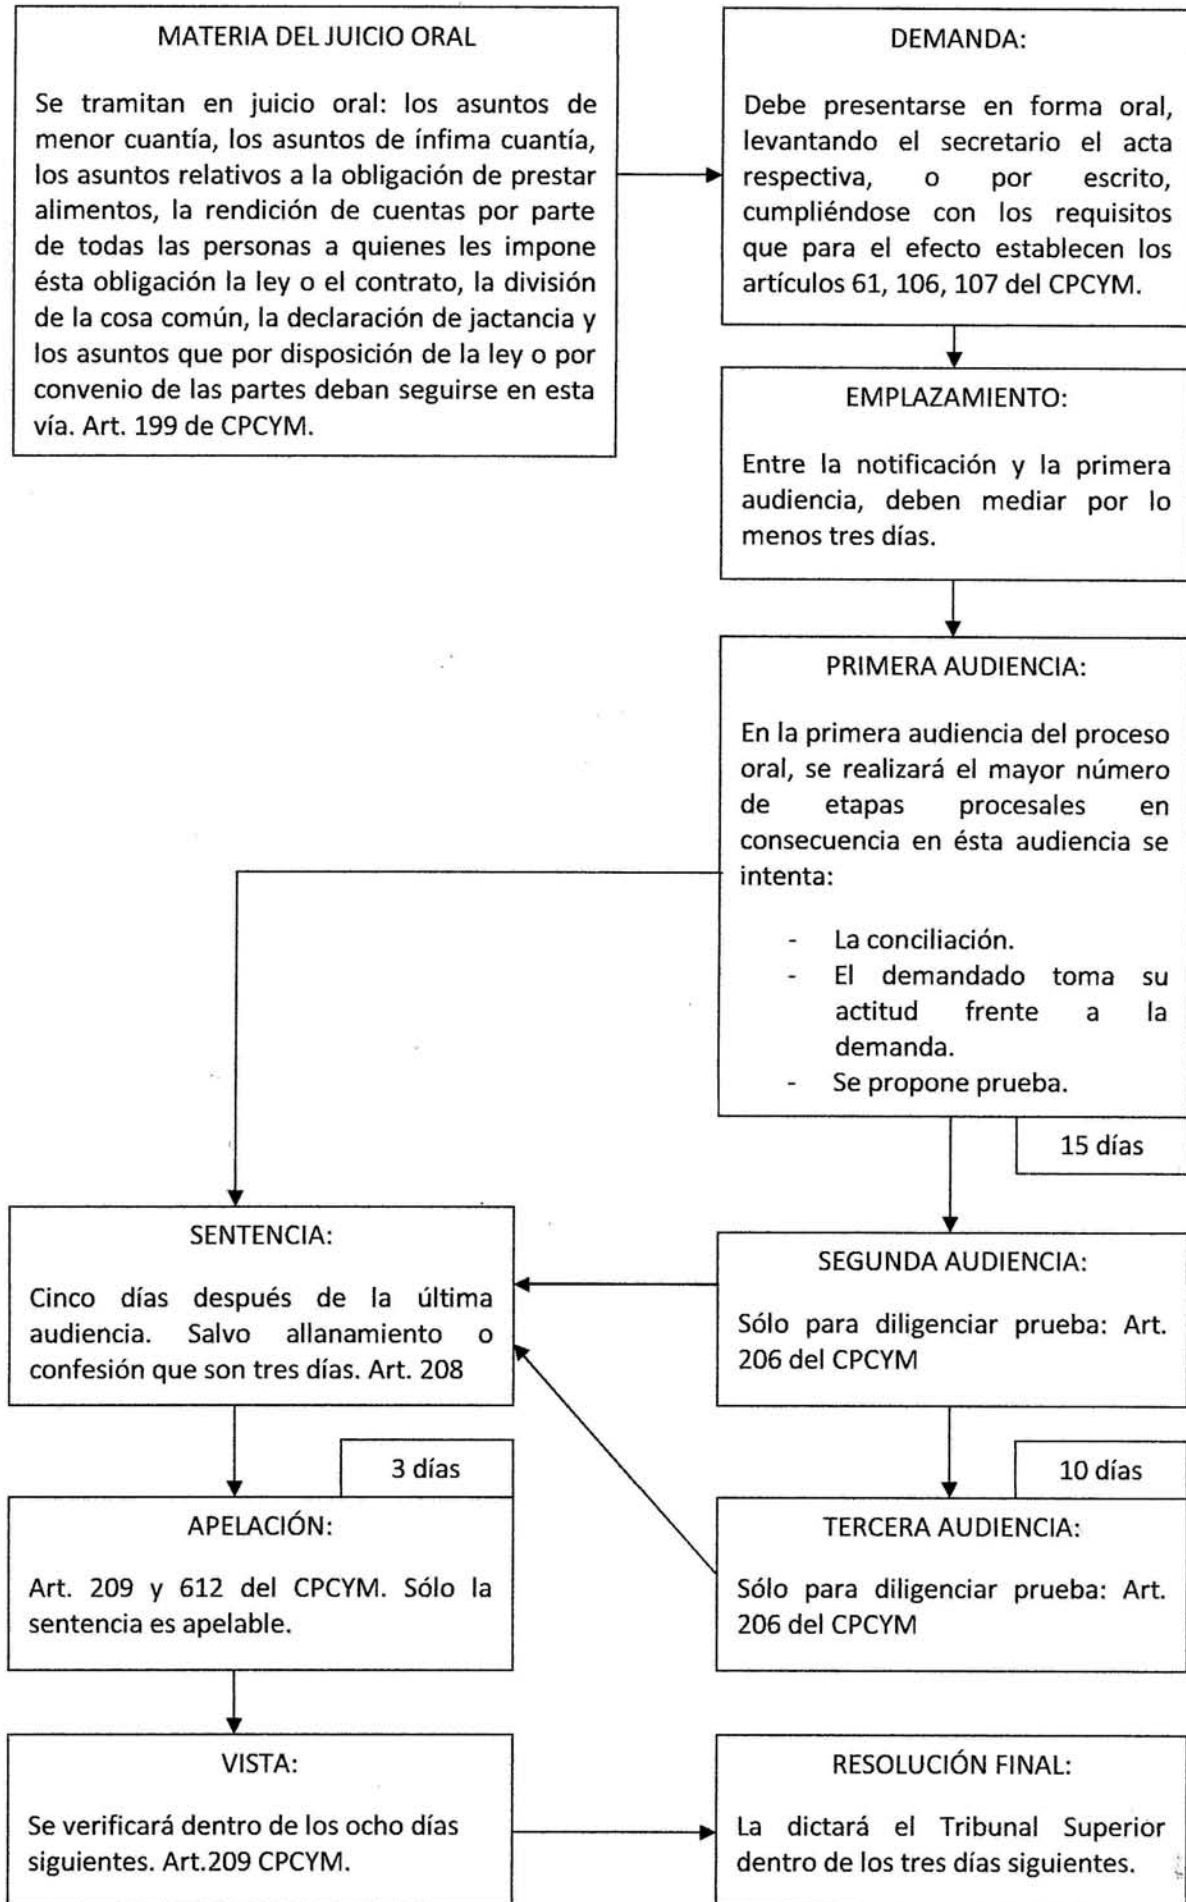 MATERIA DEL JUICIO ORAL
Se tramitan en juicio oral: los asuntos de
menor cuantía, los asuntos de ínfima cuantía,
los asuntos relativos a la obligación de prestar
alimentos, la rendición de cuentas por parte
de todas las personas a quienes les impone
ésta obligación la ley o el contrato, la división
de la cosa común, la declaración de jactancia y
los asuntos que por disposición de la ley o por
convenio de las partes deban seguirse en esta
vía. Art. 199 de CPCYM.
DEMANDA:
Debe presentarse en forma oral,
levantando el secretario el acta
respectiva, o por escrito,
cumpliéndose con los requisitos
que para el efecto establecen los
artículos 61, 106, 107 del CPCYM.
EMPLAZAMIENTO:
Entre la notificación y la primera
audiencia, deben mediar por lo
menos tres días.
PRIMERA AUDIENCIA:
En la primera audiencia del proceso
oral, se realizará el mayor número
de etapas procesales en
consecuencia en ésta audiencia se
intenta:
- La conciliación.
- El demandado toma su
actitud frente a la
demanda.
- Se propone prueba.
15 días
SEGUNDA AUDIENCIA:
Sólo para diligenciar prueba: Art.
206 del CPCYM
10 días
TERCERA AUDIENCIA:
Sólo para diligenciar prueba: Art.
206 del CPCYM
SENTENCIA:
Cinco días después de la última
audiencia. Salvo allanamiento o
confesión que son tres días. Art. 208
3 días
APELACIÓN:
Art. 209 y 612 del CPCYM. Sólo la
sentencia es apelable.
VISTA:
Se verificará dentro de los ocho días
siguientes. Art.209 CPCYM.
RESOLUCIÓN FINAL:
La dictará el Tribunal Superior
dentro de los tres días siguientes.